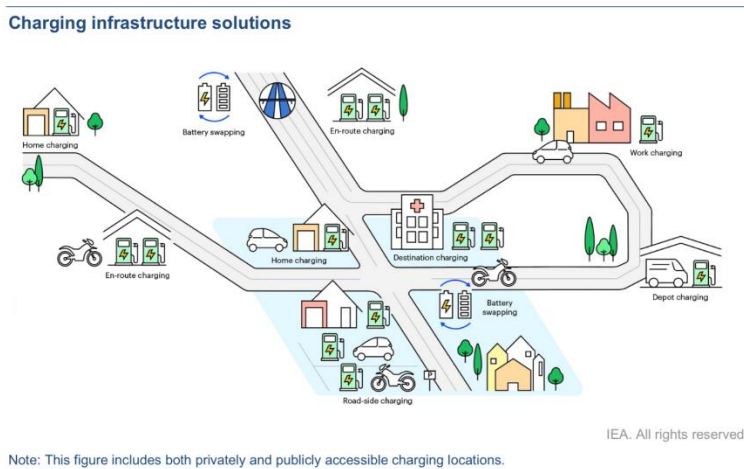 Charging infrastructure solutions
Battery swapping
En-route charging
Home charging
Work charging
Home charging
Destination charging
En-route charging
Battery
swapping
Depot charging
P
Road-side charging
IEA. All rights reserved
Note: This figure includes both privately and publicly accessible charging locations.